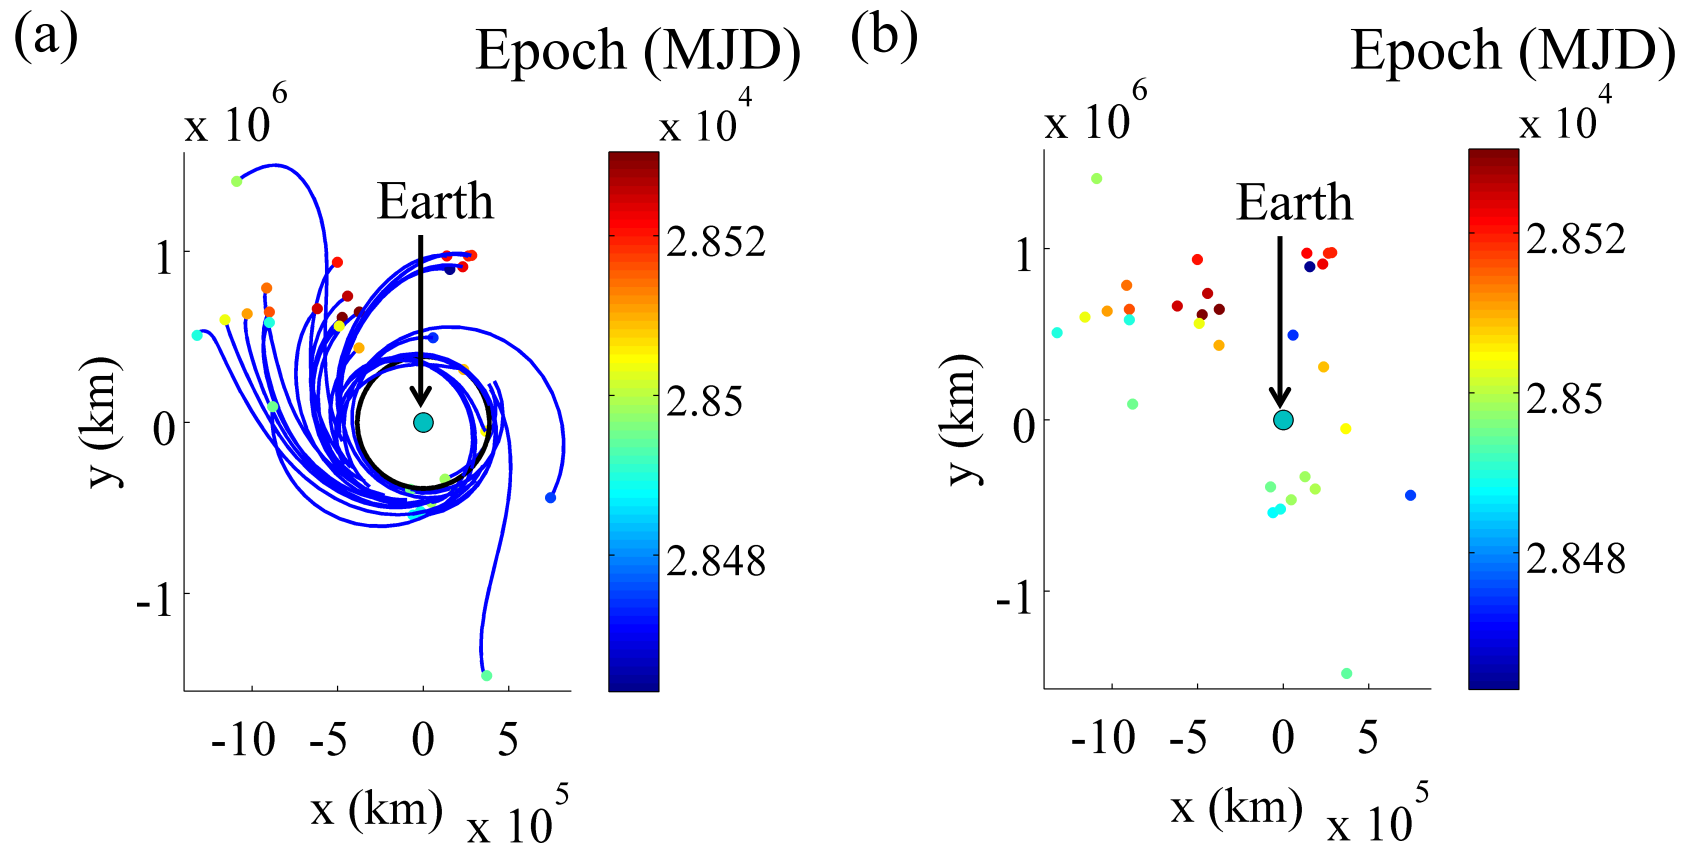 (a)
Epoch (MJD)
x 10^6
x 10^4
Earth
1
0
-1
y (km)
2.852
2.85
2.848
-10 -5 0 5
x (km) x 10^5
(b)
Epoch (MJD)
x 10^6
x 10^4
Earth
1
0
-1
y (km)
2.852
2.85
2.848
-10 -5 0 5
x (km) x 10^5